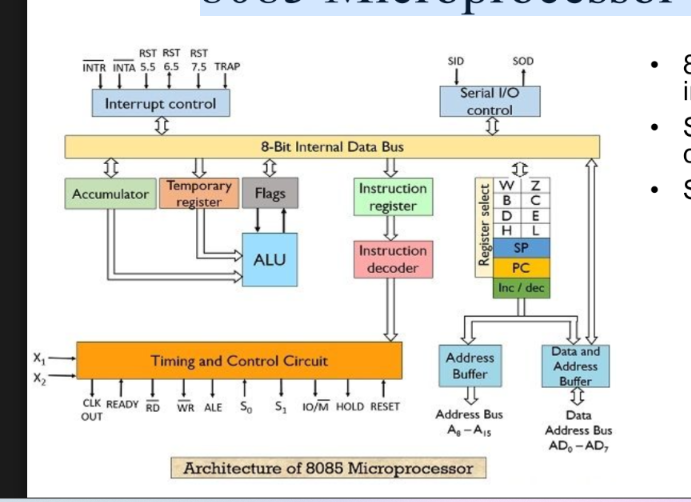 8085 Microprocessor
RST RST RST
INTR INTA 5.5 6.5 7.5 TRAP
SID SOD
Interrupt control
Serial I/O
control
8-Bit Internal Data Bus
Accumulator
Temporary
register
Flags
Instruction
register
Register select
W Z
B C
D E
H L
SP
PC
Inc / dec
ALU
Instruction
decoder
X1
X2
Timing and Control Circuit
Address
Buffer
Data and
Address
Buffer
CLK
OUT
READY RD WR ALE S0 S1 IO/M HOLD RESET
Address Bus
A8 – A15
Data
Address Bus
AD0 – AD7
Architecture of 8085 Microprocessor